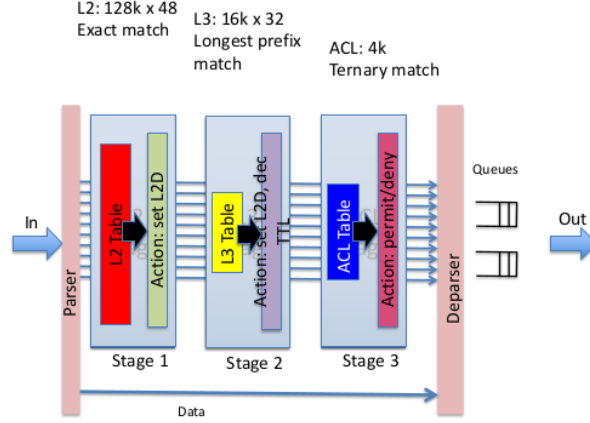 L2: 128k x 48
Exact match
L3: 16k x 32
Longest prefix
match
ACL: 4k
Ternary match
In
Parser
L2 Table
Action: set L2D
Stage 1
L3 Table
Action: set L2D, dec
TTL
Stage 2
ACL Table
Action: permit/deny
Stage 3
Deparser
Queues
Out
Data